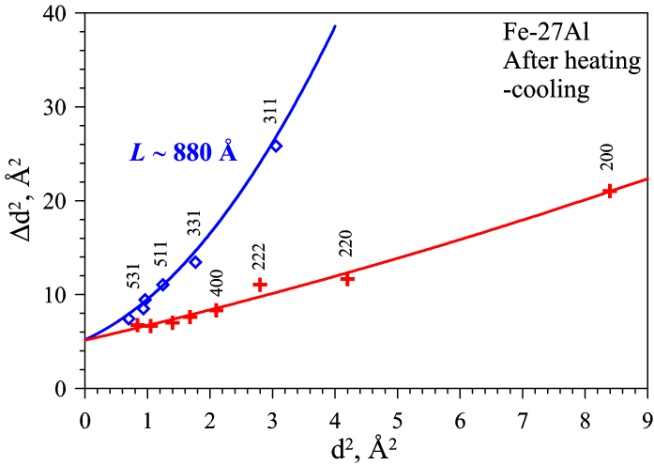 Fe-27Al
After heating
-cooling
L ~ 880 Å
311
331
511
531
400
222
220
200
40
30
20
10
0
Δd², Å²
0 1 2 3 4 5 6 7 8 9
d², Å²